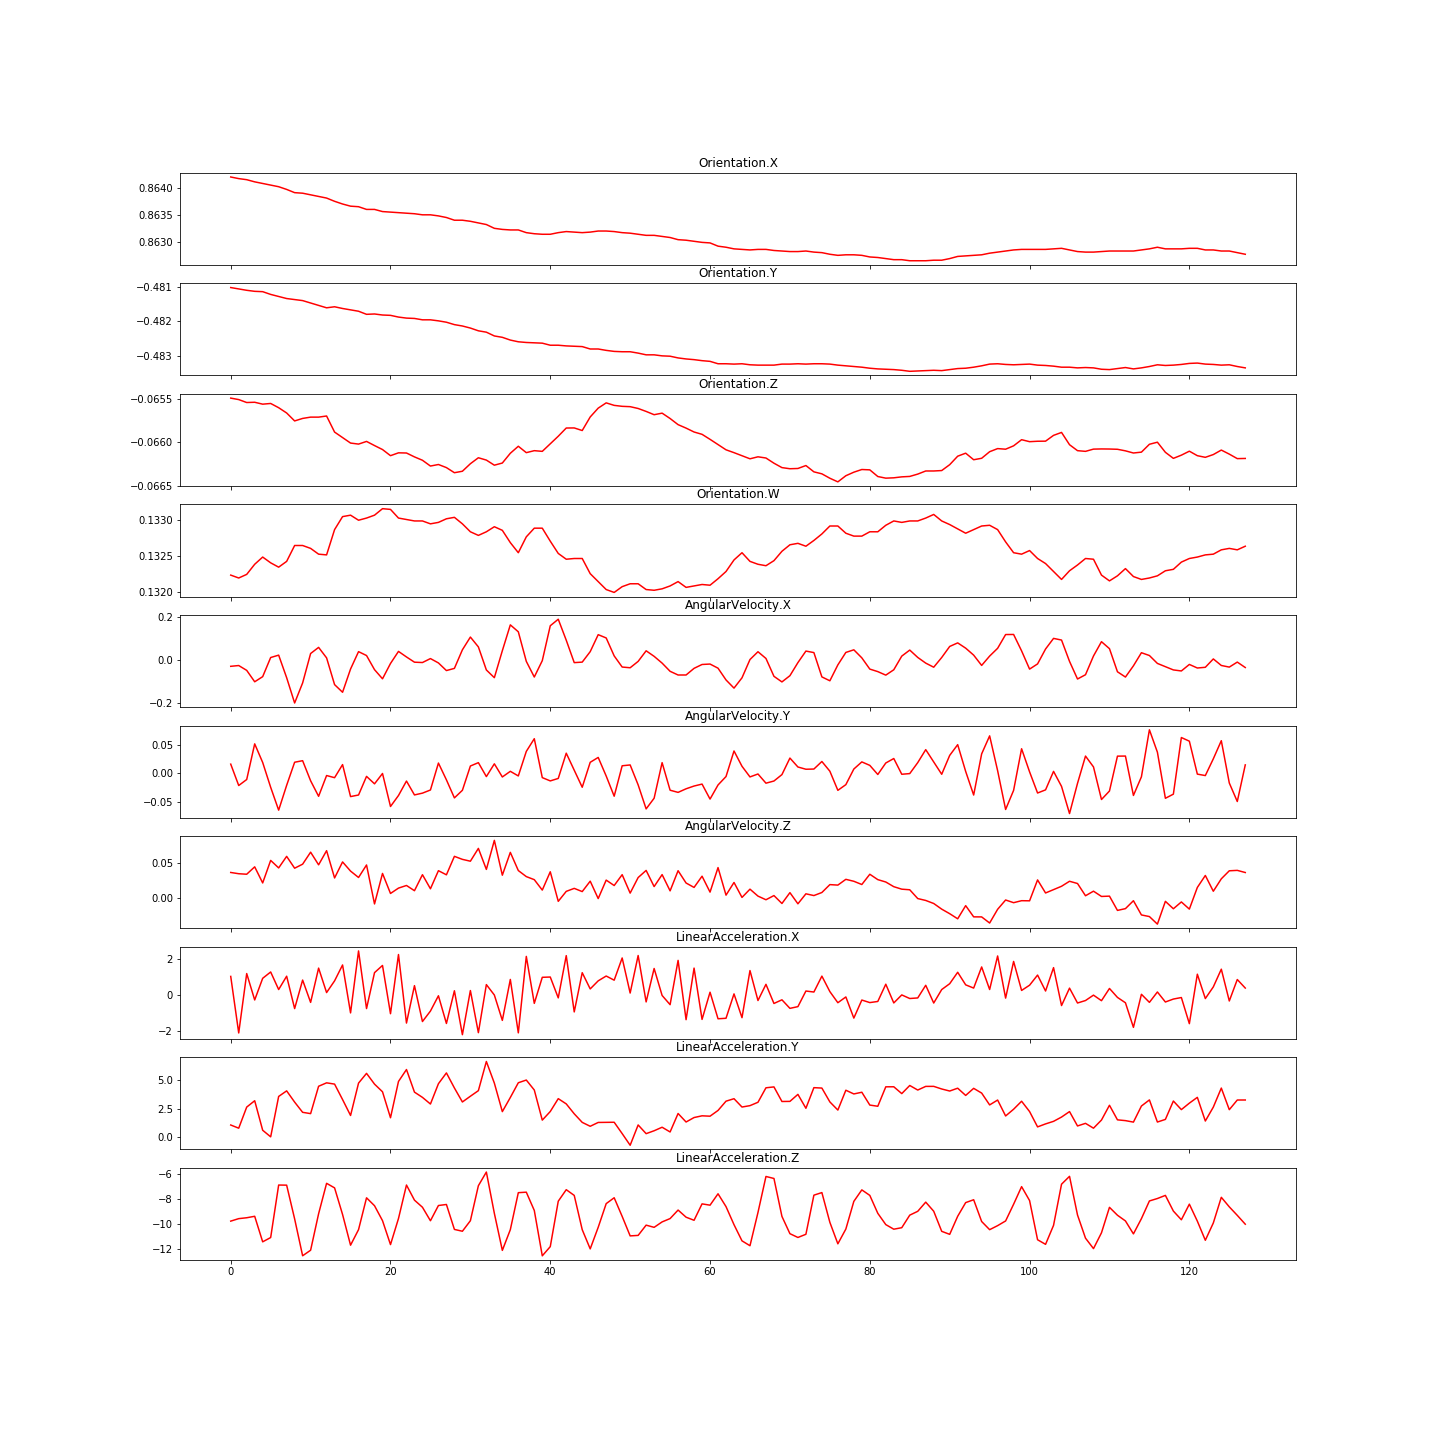 Orientation.X
0.8640
0.8635
0.8630
Orientation.Y
−0.481
−0.482
−0.483
Orientation.Z
−0.0655
−0.0660
−0.0665
Orientation.W
0.1330
0.1325
0.1320
AngularVelocity.X
0.2
0.0
−0.2
AngularVelocity.Y
0.05
0.00
−0.05
AngularVelocity.Z
0.05
0.00
LinearAcceleration.X
2
0
−2
LinearAcceleration.Y
5.0
2.5
0.0
LinearAcceleration.Z
−6
−8
−10
−12
0 20 40 60 80 100 120